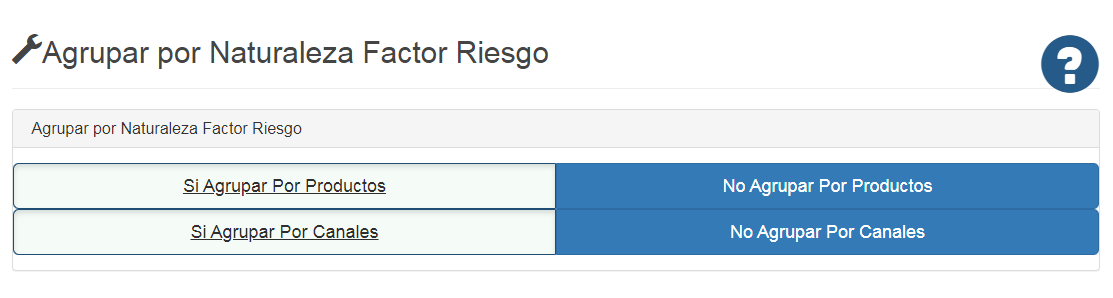 Agrupar por Naturaleza Factor Riesgo
?
Agrupar por Naturaleza Factor Riesgo
Si Agrupar Por Productos No Agrupar Por Productos
Si Agrupar Por Canales No Agrupar Por Canales